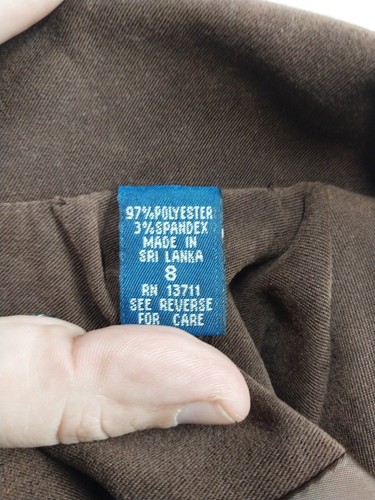 97%POLYESTER
3%SPANDEX
MADE IN
SRI LANKA
8
RN 13711
SEE REVERSE
FOR CARE